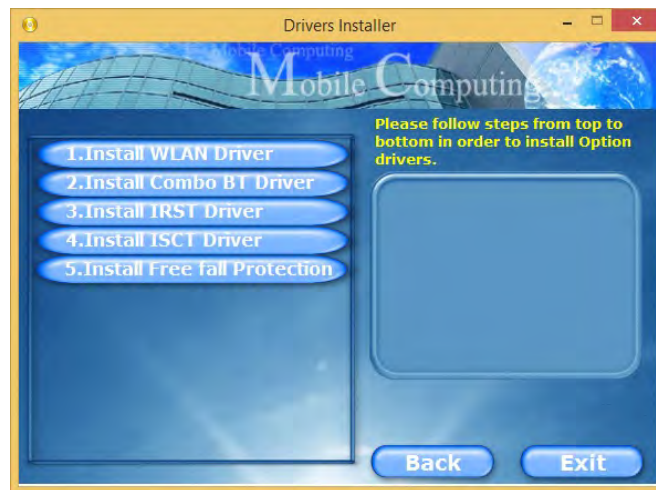 Drivers Installer
Mobile Computing
Mobile Computing
Please follow steps from top to
bottom in order to install Option
drivers.
1.Install WLAN Driver
2.Install Combo BT Driver
3.Install IRST Driver
4.Install ISCT Driver
5.Install Free fall Protection
Back
Exit